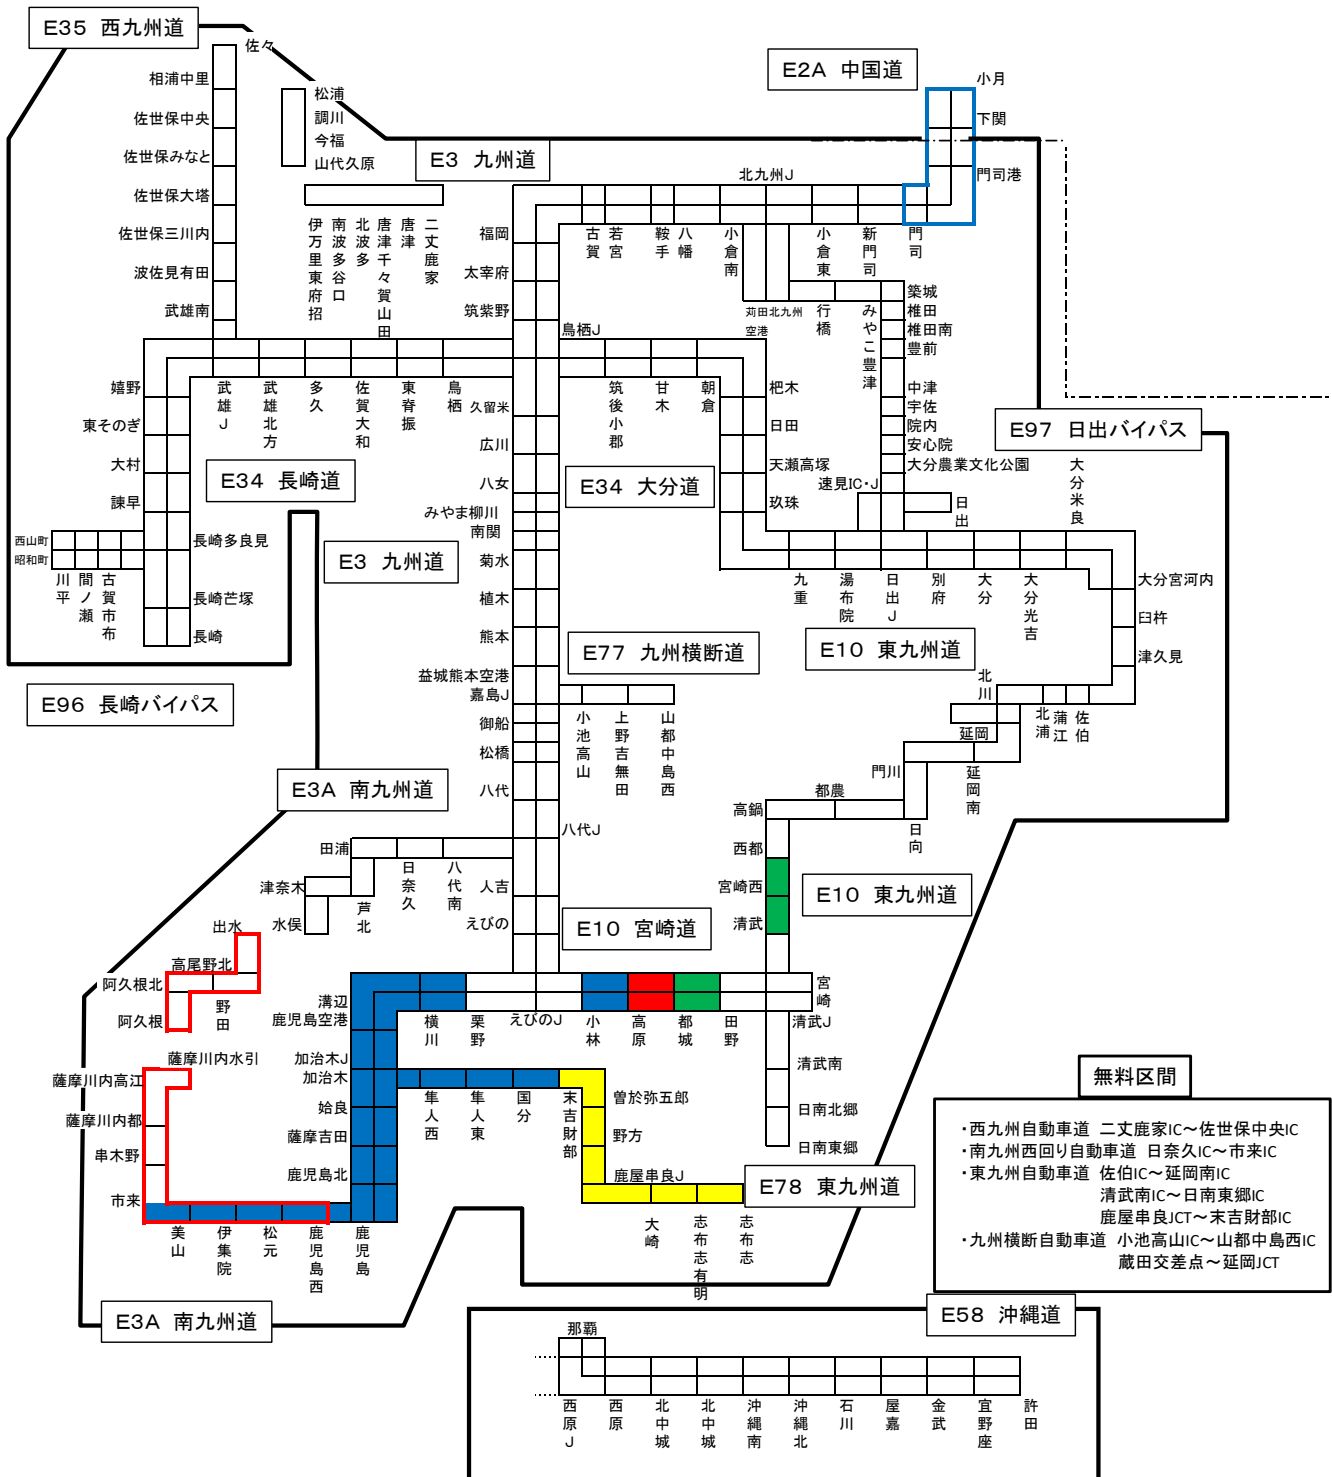 E35 西九州道
佐々
相浦中里
佐世保中央
佐世保みなと
佐世保大塔
佐世保三川内
波佐見有田
武雄南
松浦
調川
今福
山代久原
E3 九州道
伊万里東府招
南波多谷口
北波多
唐津千々賀山田
唐津
二丈鹿家
E2A 中国道
小月
下関
門司港
北九州J
古賀
若宮
鞍手
八幡
小倉南
小倉東
新門司
門司
福岡
太宰府
筑紫野
鳥栖J
苅田北九州
空港
行橋
みやこ豊津
築城
椎田
椎田南
豊前
中津
宇佐
院内
安心院
大分農業文化公園
速見IC・J
日出
E97 日出バイパス
大分米良
嬉野
東そのぎ
大村
諫早
武雄J
武雄北方
多久
佐賀大和
東脊振
鳥栖
久留米
広川
八女
みやま柳川
南関
菊水
植木
熊本
益城熊本空港
嘉島J
御船
松橋
八代
筑後小郡
甘木
朝倉
杷木
日田
天瀬高塚
玖珠
E34 長崎道
E34 大分道
西山町
昭和町
川平
間ノ瀬
古賀市布
長崎多良見
長崎芒塚
長崎
E3 九州道
九重
湯布院
日出J
別府
大分
大分光吉
大分宮河内
臼杵
津久見
E77 九州横断道
E10 東九州道
E96 長崎バイパス
小池高山
上野吉無田
山都中島西
北川
延岡
北浦
蒲江
佐伯
門川
延岡南
都農
高鍋
日向
E3A 南九州道
八代J
田浦
日奈久
八代南
人吉
えびの
津奈木
水俣
芦北
西都
宮崎西
清武
E10 東九州道
E10 宮崎道
出水
高尾野北
阿久根北
阿久根
野田
溝辺
鹿児島空港
横川
栗野
えびのJ
小林
高原
都城
田野
宮崎
清武J
清武南
日南北郷
日南東郷
加治木J
加治木
姶良
薩摩吉田
鹿児島北
隼人西
隼人東
国分
末吉財部
曽於弥五郎
野方
鹿屋串良J
大崎
志布志有明
志布志
E78 東九州道
薩摩川内水引
薩摩川内高江
薩摩川内都
串木野
市来
美山
伊集院
松元
鹿児島西
鹿児島
E3A 南九州道
無料区間
・西九州自動車道 二丈鹿家IC～佐世保中央IC
・南九州西回り自動車道 日奈久IC～市来IC
・東九州自動車道 佐伯IC～延岡南IC
清武南IC～日南東郷IC
鹿屋串良JCT～末吉財部IC
・九州横断自動車道 小池高山IC～山都中島西IC
蔵田交差点～延岡JCT
E58 沖縄道
那覇
西原J
西原
北中城
北中城
沖縄南
沖縄北
石川
屋嘉
金武
宜野座
許田